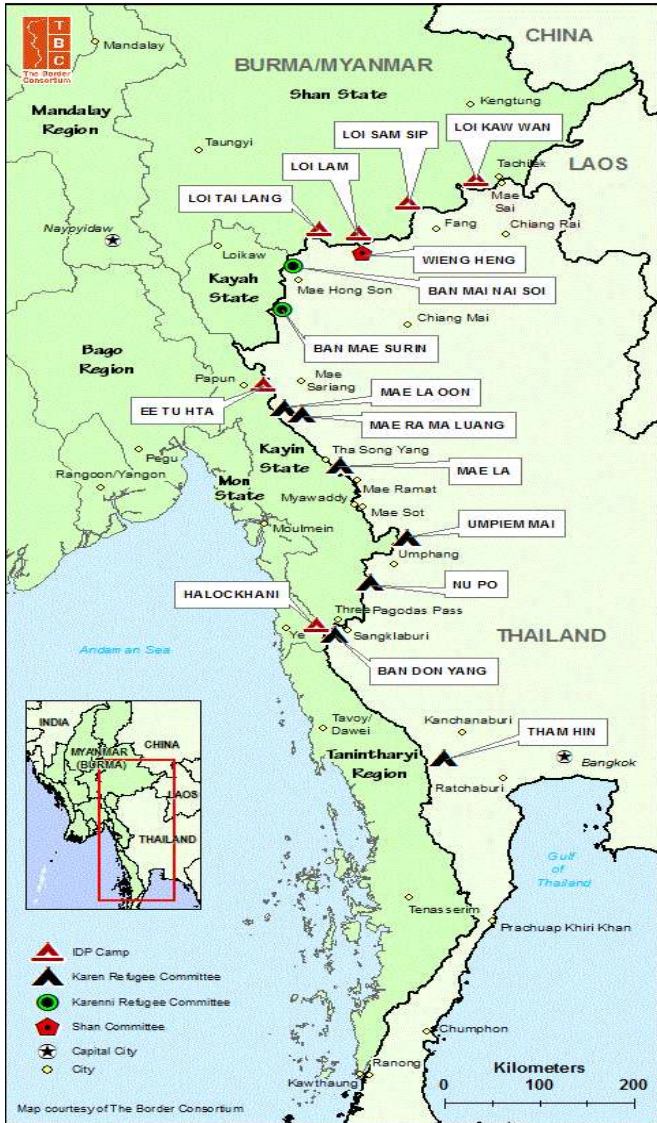 T
B
C
The Border
Consortium
CHINA
Mandalay
BURMA/MYANMAR
Shan State
Mandalay
Region
Kengtung
LOI SAM SIP
LOI KAW WAN
Taungyi
LOI LAM
LAOS
Tachilek
LOI TAI LANG
Mae
Sai
Naypyidaw
Fang
Chiang Rai
Loikaw
WIENG HENG
Kayah
State
Mae Hong Son
BAN MAI NAI SOI
Chiang Mai
Bago
Region
BAN MAE SURIN
Papun
Mae
Sariang
MAE LA OON
EE TU HTA
MAE RA MA LUANG
Kayin
State
Pegu
Tha Song Yang
MAE LA
Rangoon/Yangon
Mon
State
Mae Ramat
Myawaddy
Mae Sot
UMPIEM MAI
Moulmein
Umphang
NU PO
HALOCKHANI
Three Pagodas Pass
Ye
Sangklaburi
THAILAND
Andaman Sea
BAN DON YANG
INDIA
CHINA
MYANMAR
(BURMA)
LAOS
THAILAND
Tavoy/
Dawei
Kanchanaburi
THAM HIN
Tanintharyi
Region
Bangkok
Ratchaburi
Gulf
of
Thailand
Tenasserim
Prachuap Khiri Khan
IDP Camp
Karen Refugee Committee
Karenni Refugee Committee
Shan Committee
Capital City
City
Chumphon
Ranong
Kawthaung
Kilometers
0 100 200
Map courtesy of The Border Consortium